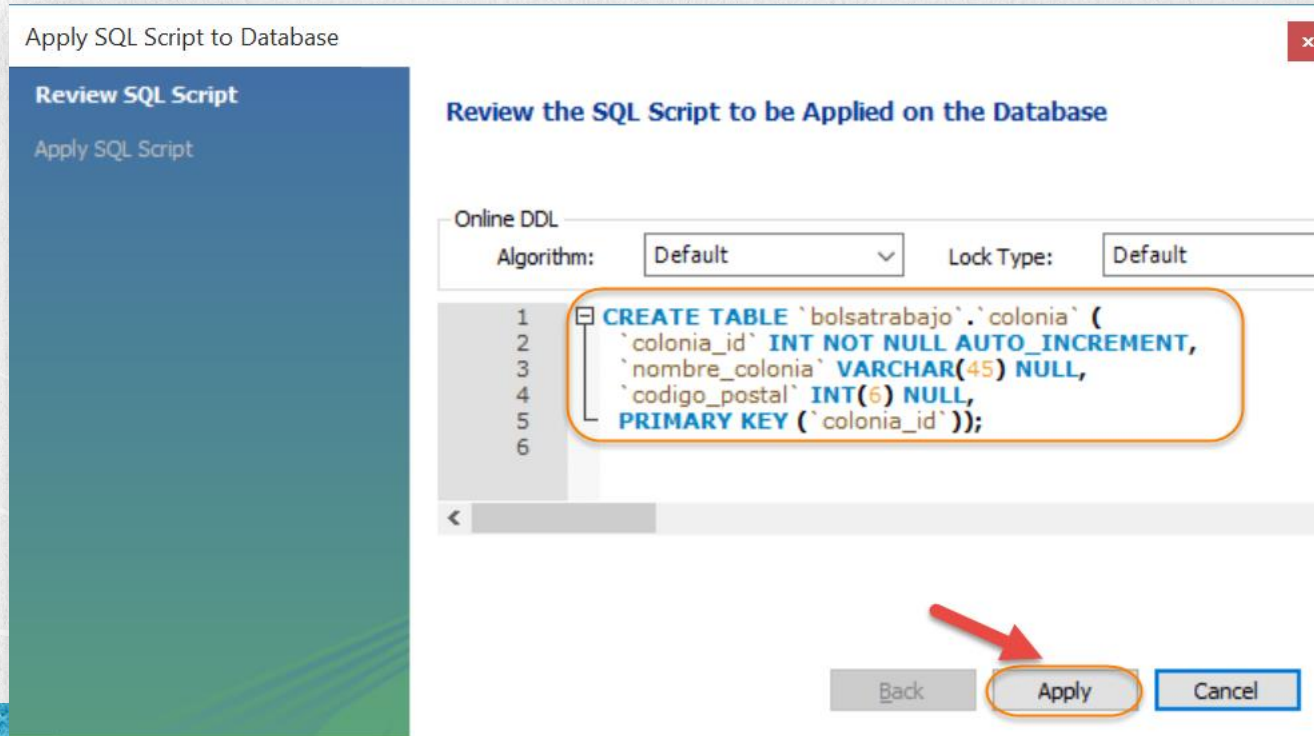 Apply SQL Script to Database
x
Review SQL Script
Apply SQL Script
Review the SQL Script to be Applied on the Database
Online DDL
Algorithm: Default Lock Type: Default
1 CREATE TABLE `bolsatrabajo`.`colonia` (
2 `colonia_id` INT NOT NULL AUTO_INCREMENT,
3 `nombre_colonia` VARCHAR(45) NULL,
4 `codigo_postal` INT(6) NULL,
5 PRIMARY KEY (`colonia_id`));
6
Back Apply Cancel